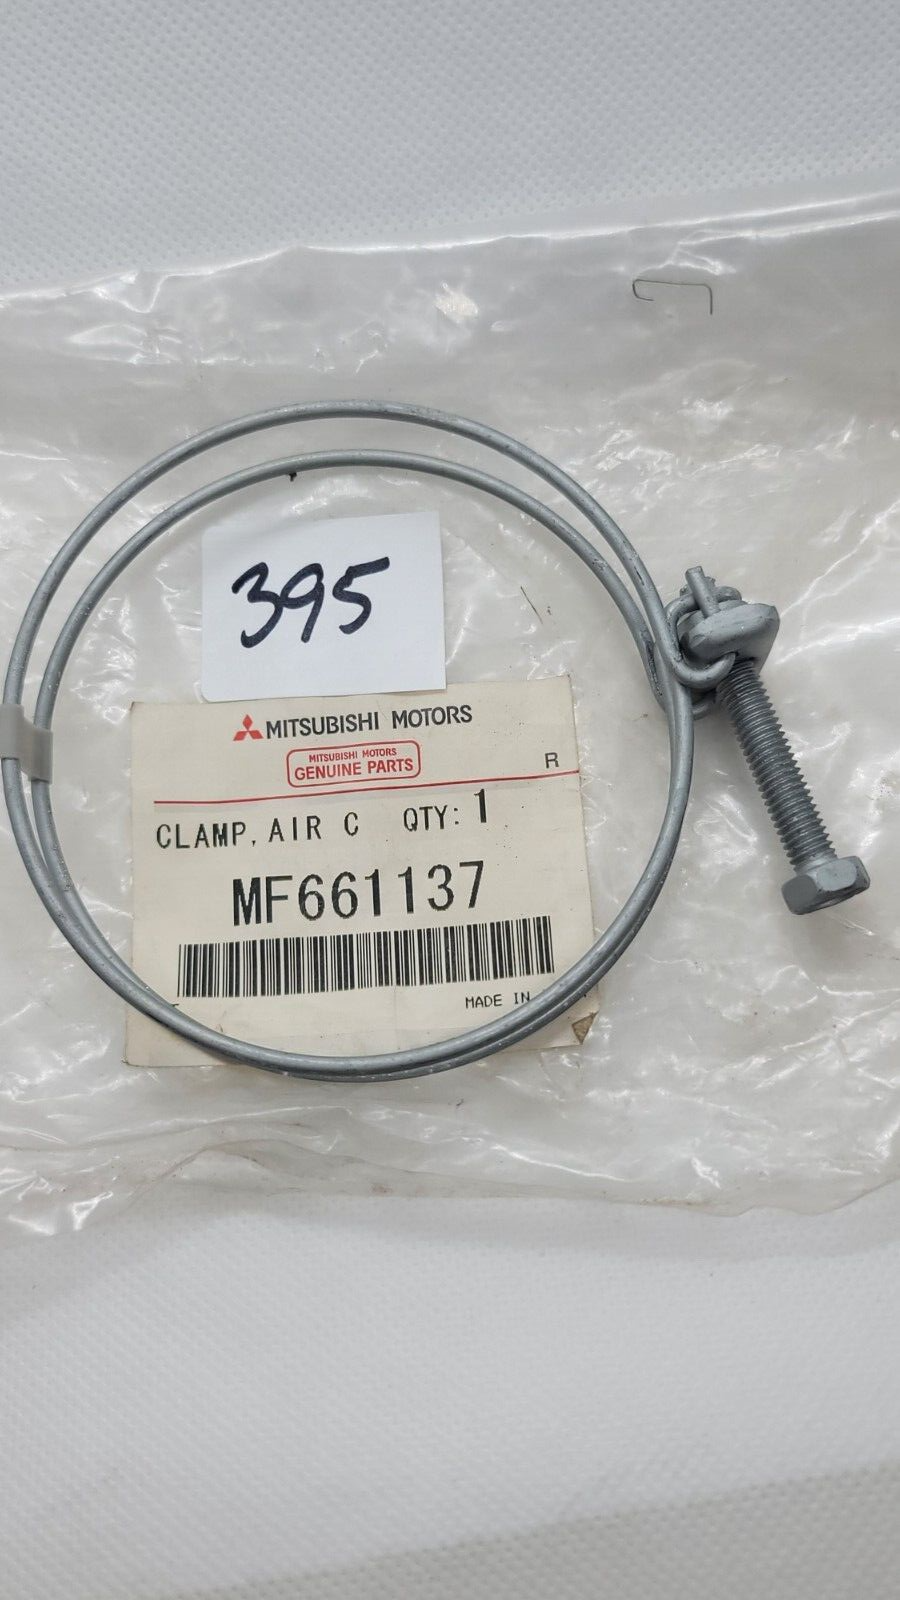 395
MITSUBISHI MOTORS
MITSUBISHI MOTORS
GENUINE PARTS
R
CLAMP, AIR C QTY: 1
MF661137
MADE IN